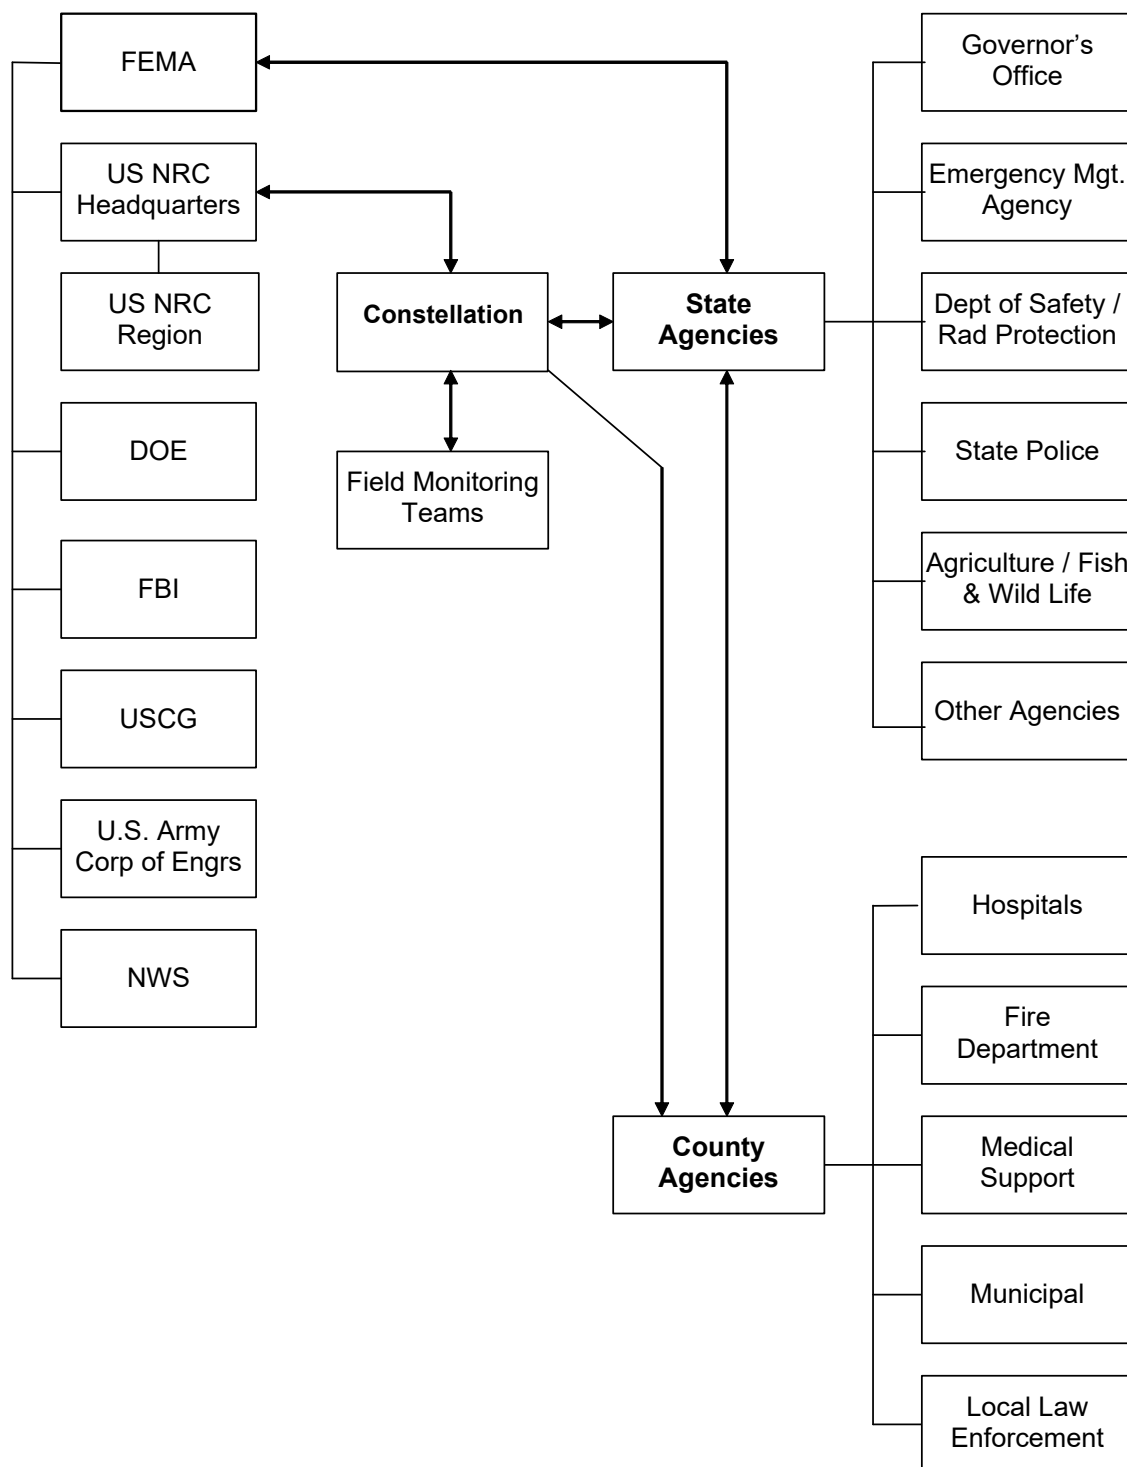 FEMA
US NRC
Headquarters
US NRC
Region
DOE
FBI
USCG
U.S. Army
Corp of Engrs
NWS
Constellation
Field Monitoring
Teams
State
Agencies
County
Agencies
Governor’s
Office
Emergency Mgt.
Agency
Dept of Safety /
Rad Protection
State Police
Agriculture / Fish
& Wild Life
Other Agencies
Hospitals
Fire
Department
Medical
Support
Municipal
Local Law
Enforcement